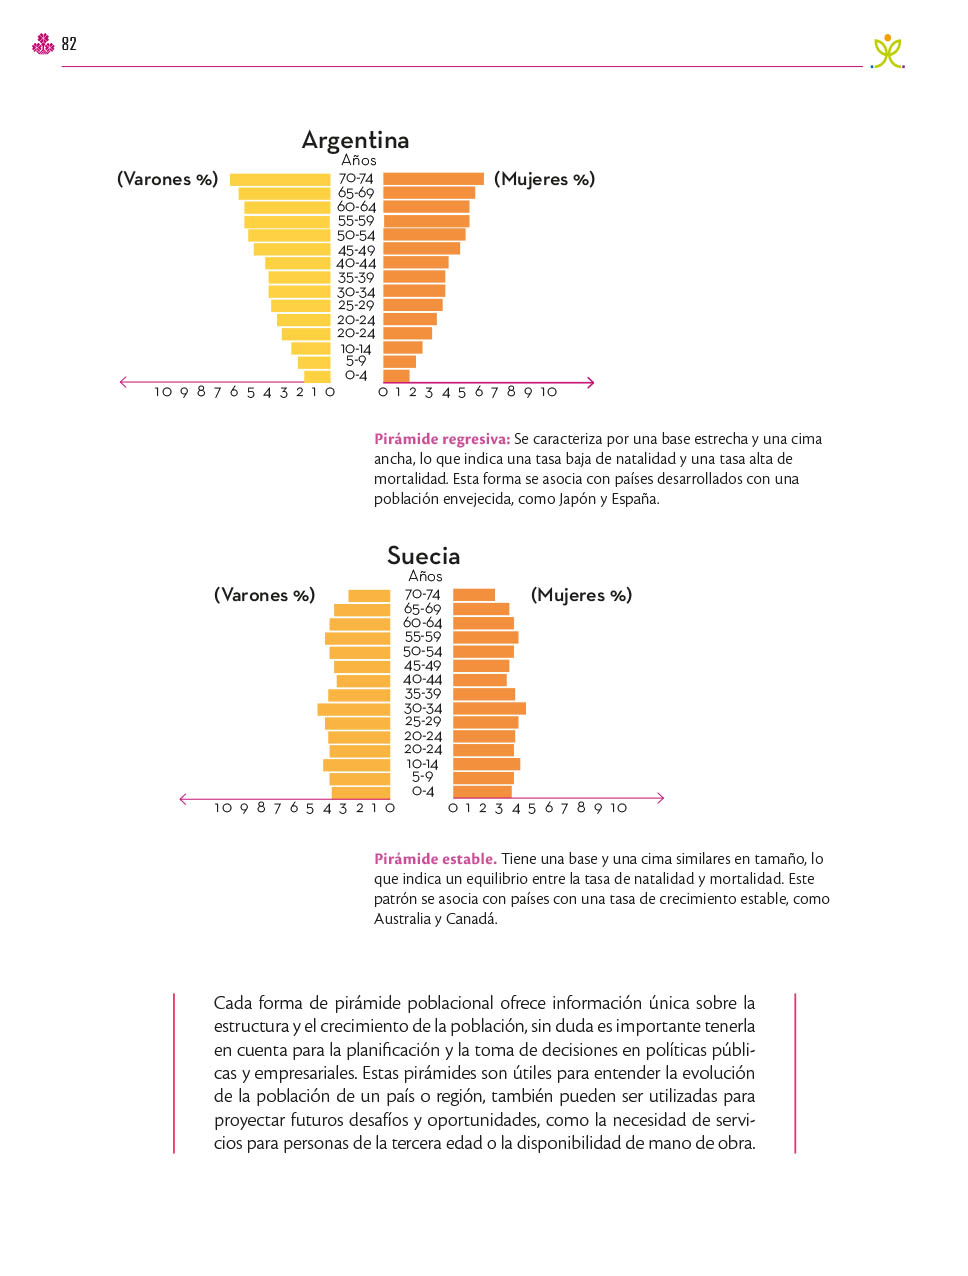 82
Argentina
Años
(Varones %)
(Mujeres %)
70-74
65-69
60-64
55-59
50-54
45-49
40-44
35-39
30-34
25-29
20-24
20-24
10-14
5-9
0-4
10 9 8 7 6 5 4 3 2 1 0
0 1 2 3 4 5 6 7 8 9 10
Pirámide regresiva: Se caracteriza por una base estrecha y una cima
ancha, lo que indica una tasa baja de natalidad y una tasa alta de
mortalidad. Esta forma se asocia con países desarrollados con una
población envejecida, como Japón y España.
Suecia
Años
(Varones %)
(Mujeres %)
70-74
65-69
60-64
55-59
50-54
45-49
40-44
35-39
30-34
25-29
20-24
20-24
10-14
5-9
0-4
10 9 8 7 6 5 4 3 2 1 0
0 1 2 3 4 5 6 7 8 9 10
Pirámide estable. Tiene una base y una cima similares en tamaño, lo
que indica un equilibrio entre la tasa de natalidad y mortalidad. Este
patrón se asocia con países con una tasa de crecimiento estable, como
Australia y Canadá.
Cada forma de pirámide poblacional ofrece información única sobre la
estructura y el crecimiento de la población, sin duda es importante tenerla
en cuenta para la planificación y la toma de decisiones en políticas públi-
cas y empresariales. Estas pirámides son útiles para entender la evolución
de la población de un país o región, también pueden ser utilizadas para
proyectar futuros desafíos y oportunidades, como la necesidad de servi-
cios para personas de la tercera edad o la disponibilidad de mano de obra.